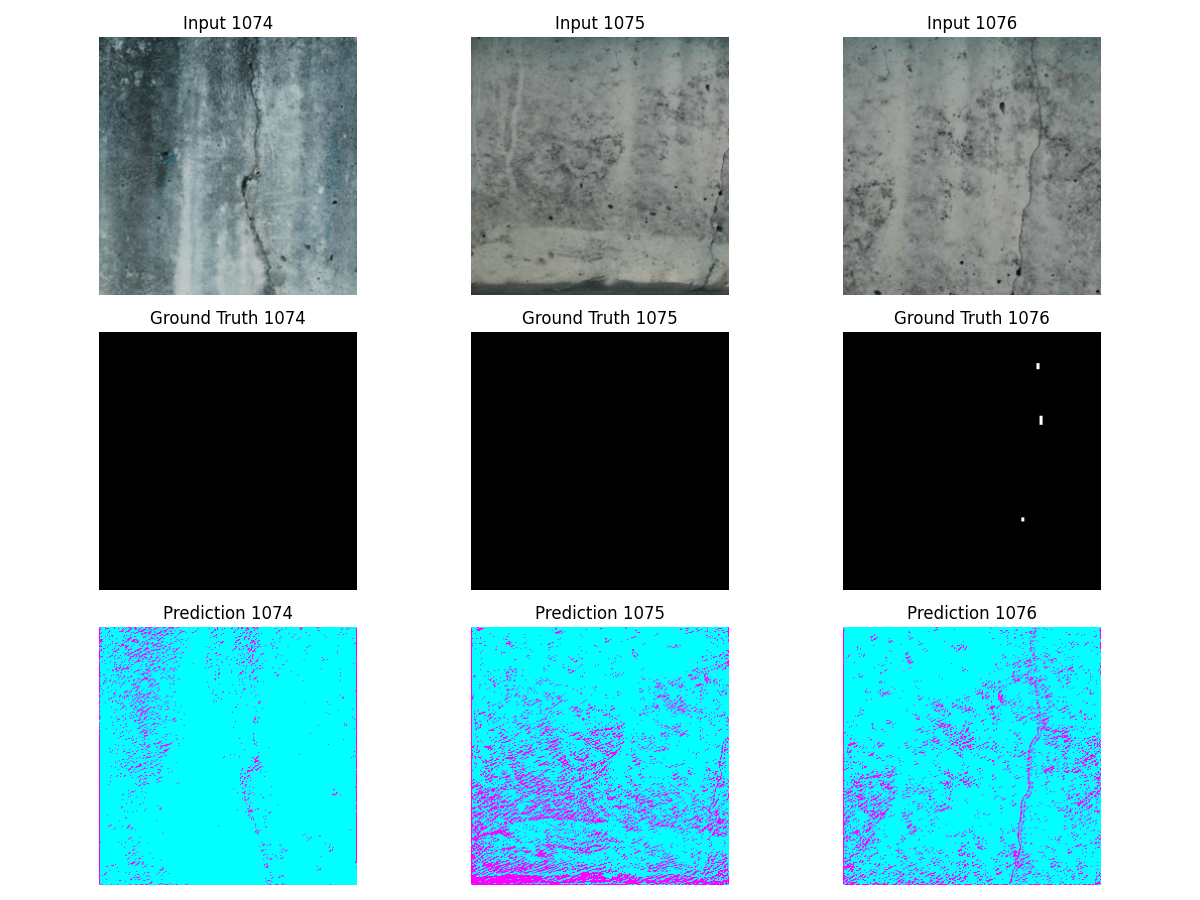 Input 1074
Input 1075
Input 1076
Ground Truth 1074
Ground Truth 1075
Ground Truth 1076
Prediction 1074
Prediction 1075
Prediction 1076